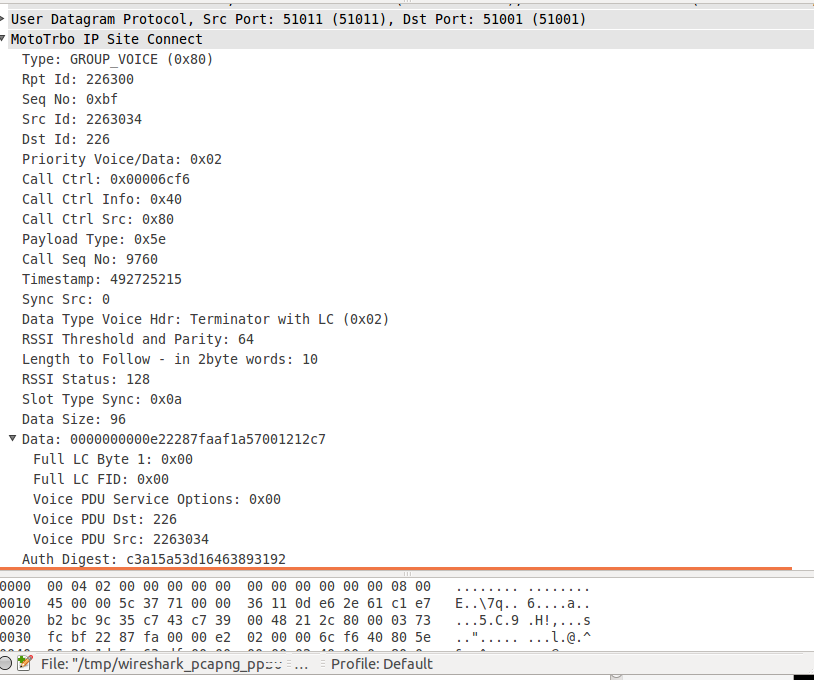 User Datagram Protocol, Src Port: 51011 (51011), Dst Port: 51001 (51001)
MotoTrbo IP Site Connect
Type: GROUP_VOICE (0x80)
Rpt Id: 226300
Seq No: 0xbf
Src Id: 2263034
Dst Id: 226
Priority Voice/Data: 0x02
Call Ctrl: 0x00006cf6
Call Ctrl Info: 0x40
Call Ctrl Src: 0x80
Payload Type: 0x5e
Call Seq No: 9760
Timestamp: 492725215
Sync Src: 0
Data Type Voice Hdr: Terminator with LC (0x02)
RSSI Threshold and Parity: 64
Length to Follow - in 2byte words: 10
RSSI Status: 128
Slot Type Sync: 0x0a
Data Size: 96
Data: 0000000000e22287faaf1a57001212c7
Full LC Byte 1: 0x00
Full LC FID: 0x00
Voice PDU Service Options: 0x00
Voice PDU Dst: 226
Voice PDU Src: 2263034
Auth Digest: c3a15a53d16463893192
0000 00 04 02 00 00 00 00 00 00 00 00 00 00 00 08 00 ........ ........
0010 45 00 00 5c 37 71 00 00 36 11 0d e6 2e 61 c1 e7 E..\7q.. 6....a..
0020 b2 bc 9c 35 c7 43 c7 39 00 48 21 2c 80 00 03 73 ...5.C.9 .H!,...s
0030 fc bf 22 87 fa 00 00 e2 02 00 00 6c f6 40 80 5e .."..... ...l.@.^
File: "/tmp/wireshark_pcapng_ppp ... Profile: Default